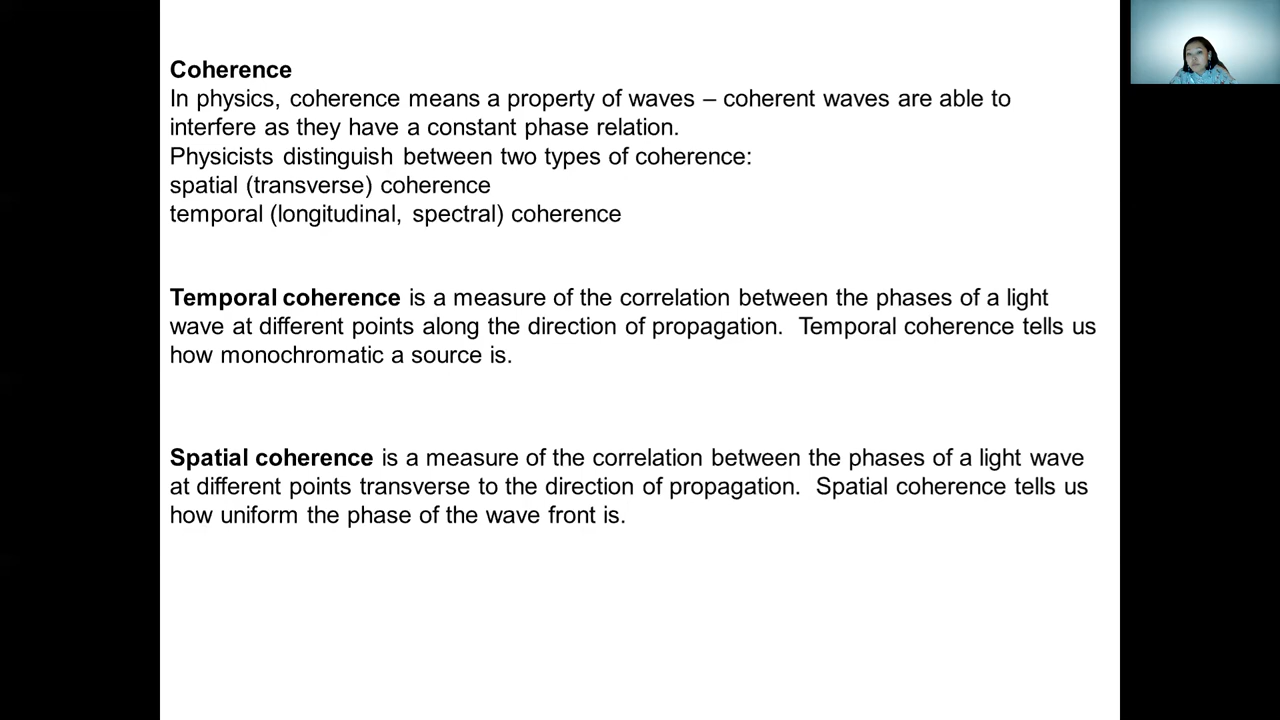 Coherence
In physics, coherence means a property of waves – coherent waves are able to
interfere as they have a constant phase relation.
Physicists distinguish between two types of coherence:
spatial (transverse) coherence
temporal (longitudinal, spectral) coherence
Temporal coherence is a measure of the correlation between the phases of a light
wave at different points along the direction of propagation. Temporal coherence tells us
how monochromatic a source is.
Spatial coherence is a measure of the correlation between the phases of a light wave
at different points transverse to the direction of propagation. Spatial coherence tells us
how uniform the phase of the wave front is.